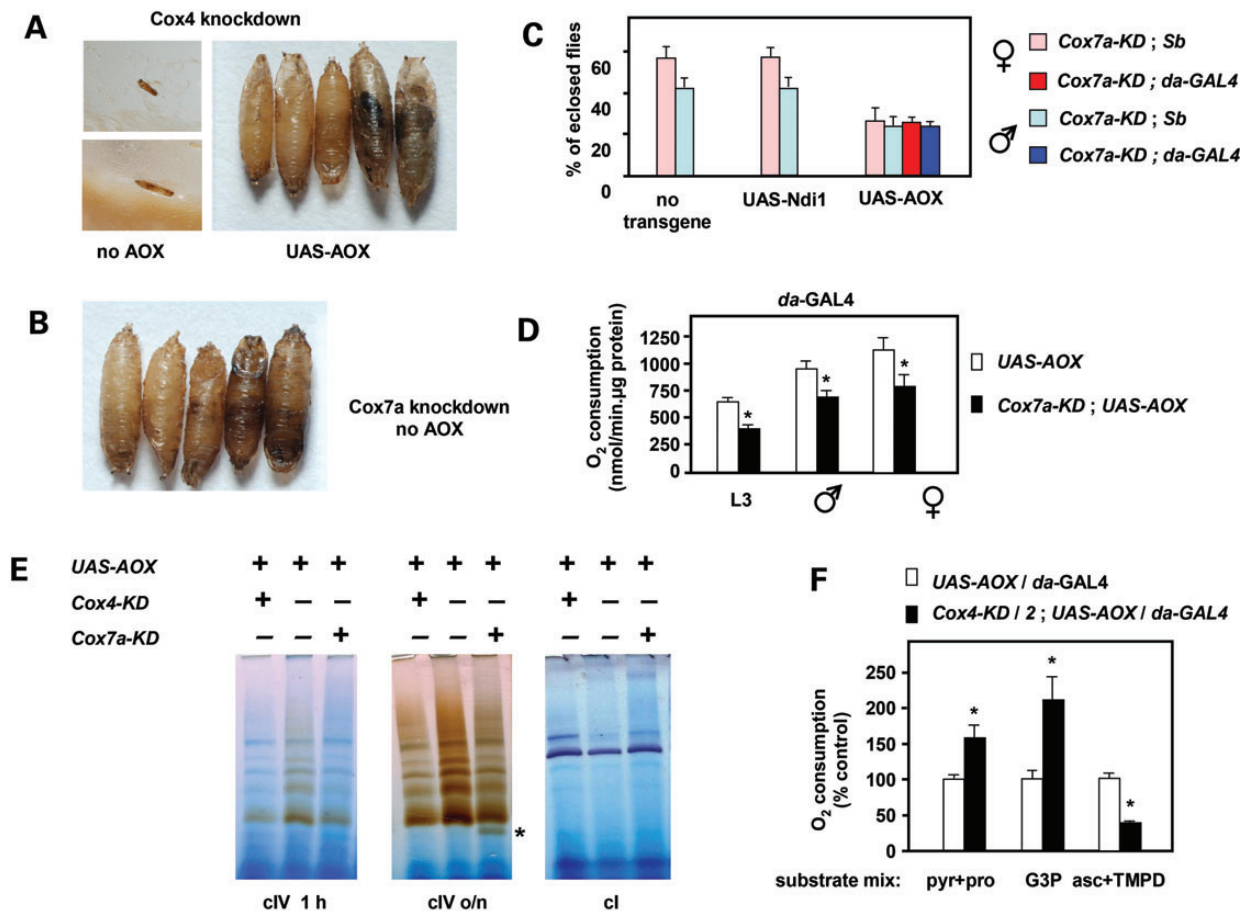 A
Cox4 knockdown
no AOX
UAS-AOX
B
Cox7a knockdown
no AOX
C
% of eclosed flies
60
40
20
0
no
transgene
UAS-Ndi1
UAS-AOX
♀
Cox7a-KD ; Sb
Cox7a-KD ; da-GAL4
♂
Cox7a-KD ; Sb
Cox7a-KD ; da-GAL4
D
da-GAL4
O2 consumption
(nmol/min.µg protein)
1250
1000
750
500
250
* * *
L3 ♂ ♀
UAS-AOX
Cox7a-KD ; UAS-AOX
E
UAS-AOX + + + + + + + + +
Cox4-KD + – – + – – + – –
Cox7a-KD – – + – – + – – +
*
cIV 1 h
cIV o/n
cI
F
UAS-AOX / da-GAL4
Cox4-KD / 2 ; UAS-AOX / da-GAL4
O2 consumption
(% control)
250
200
150
100
50
0
* * *
substrate mix: pyr+pro G3P asc+TMPD